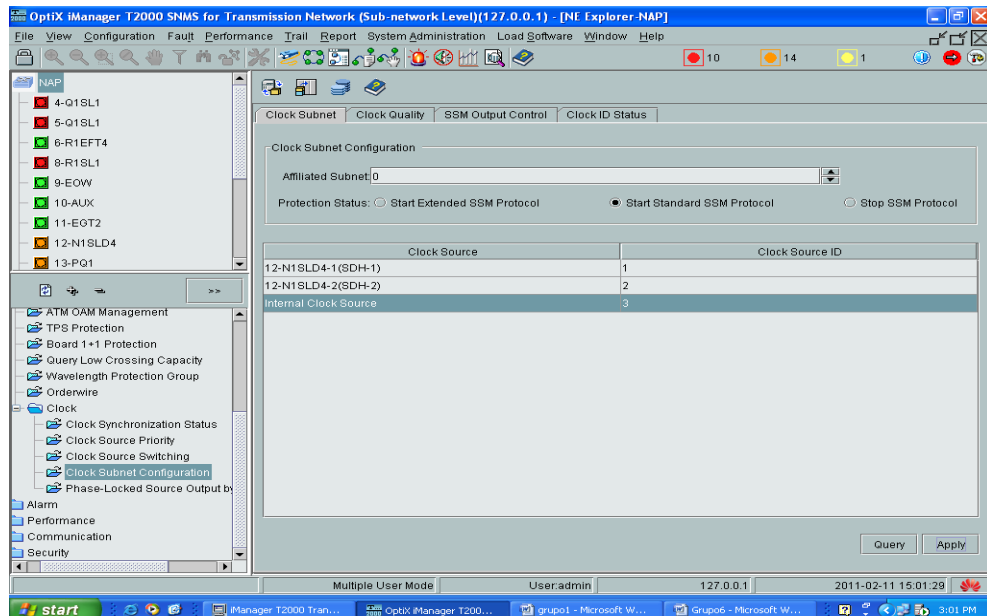 OptiX iManager T2000 SNMS for Transmission Network (Sub-network Level)(127.0.0.1) - [NE Explorer-NAP]
File View Configuration Fault Performance Trail Report System Administration Load Software Window Help
10 14 1
NAP
4-Q1SL1
5-Q1SL1
6-R1EFT4
8-R1SL1
9-EOW
10-AUX
11-EGT2
12-N1SLD4
13-PQ1
>>
ATM OAM Management
TPS Protection
Board 1+1 Protection
Query Low Crossing Capacity
Wavelength Protection Group
Orderwire
Clock
Clock Synchronization Status
Clock Source Priority
Clock Source Switching
Clock Subnet Configuration
Phase-Locked Source Output by
Alarm
Performance
Communication
Security
Clock Subnet Clock Quality SSM Output Control Clock ID Status
Clock Subnet Configuration
Affiliated Subnet: 0
Protection Status: Start Extended SSM Protocol Start Standard SSM Protocol Stop SSM Protocol
Clock Source Clock Source ID
12-N1SLD4-1(SDH-1) 1
12-N1SLD4-2(SDH-2) 2
Internal Clock Source 3
Query Apply
Multiple User Mode User:admin 127.0.0.1 2011-02-11 15:01:29
start iManager T2000 Tran... OptiX iManager T200... grupo1 - Microsoft W... Grupo6 - Microsoft W... 3:01 PM